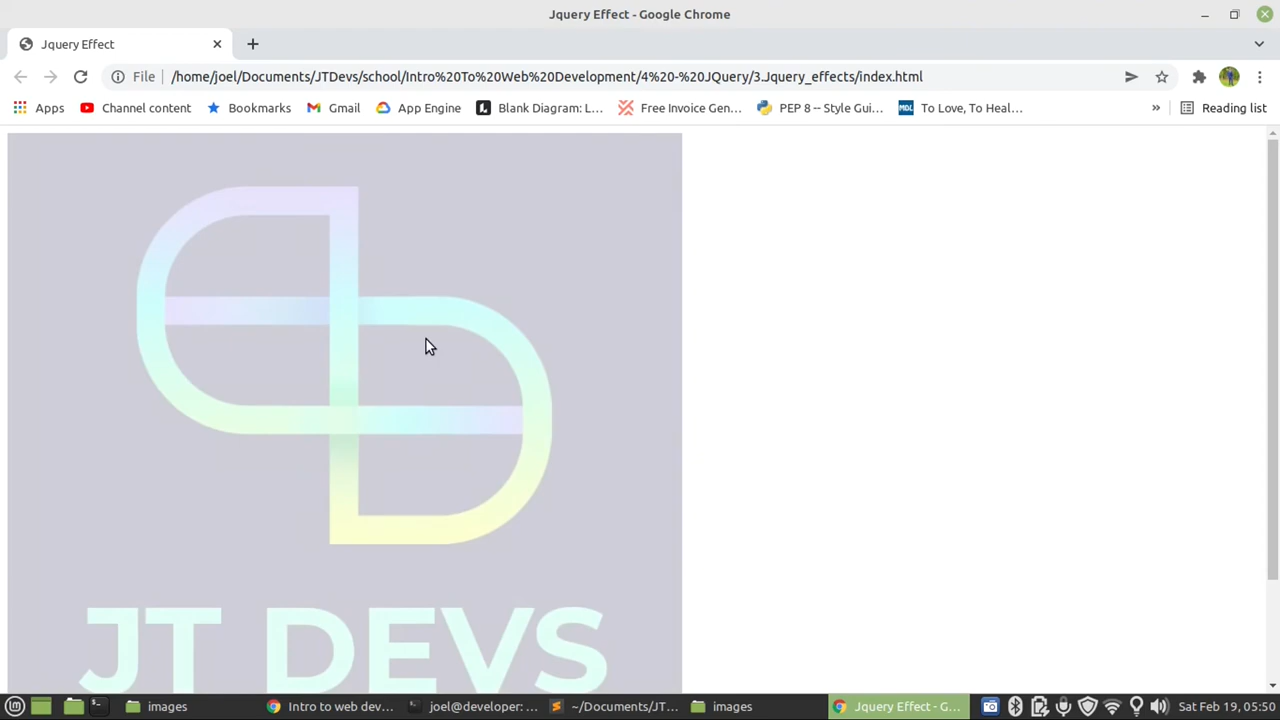 Jquery Effect - Google Chrome
Jquery Effect
File
/home/joel/Documents/JTDevs/school/Intro%20To%20Web%20Development/4%20-%20JQuery/3.Jquery_effects/index.html
Apps
Channel content
Bookmarks
Gmail
App Engine
Blank Diagram: L...
Free Invoice Gen...
PEP 8 -- Style Gui...
MDL
To Love, To Heal...
»
Reading list
JT DEVS
images
Intro to web dev...
joel@developer: ...
~/Documents/JT...
images
Jquery Effect - G...
Sat Feb 19, 05:50